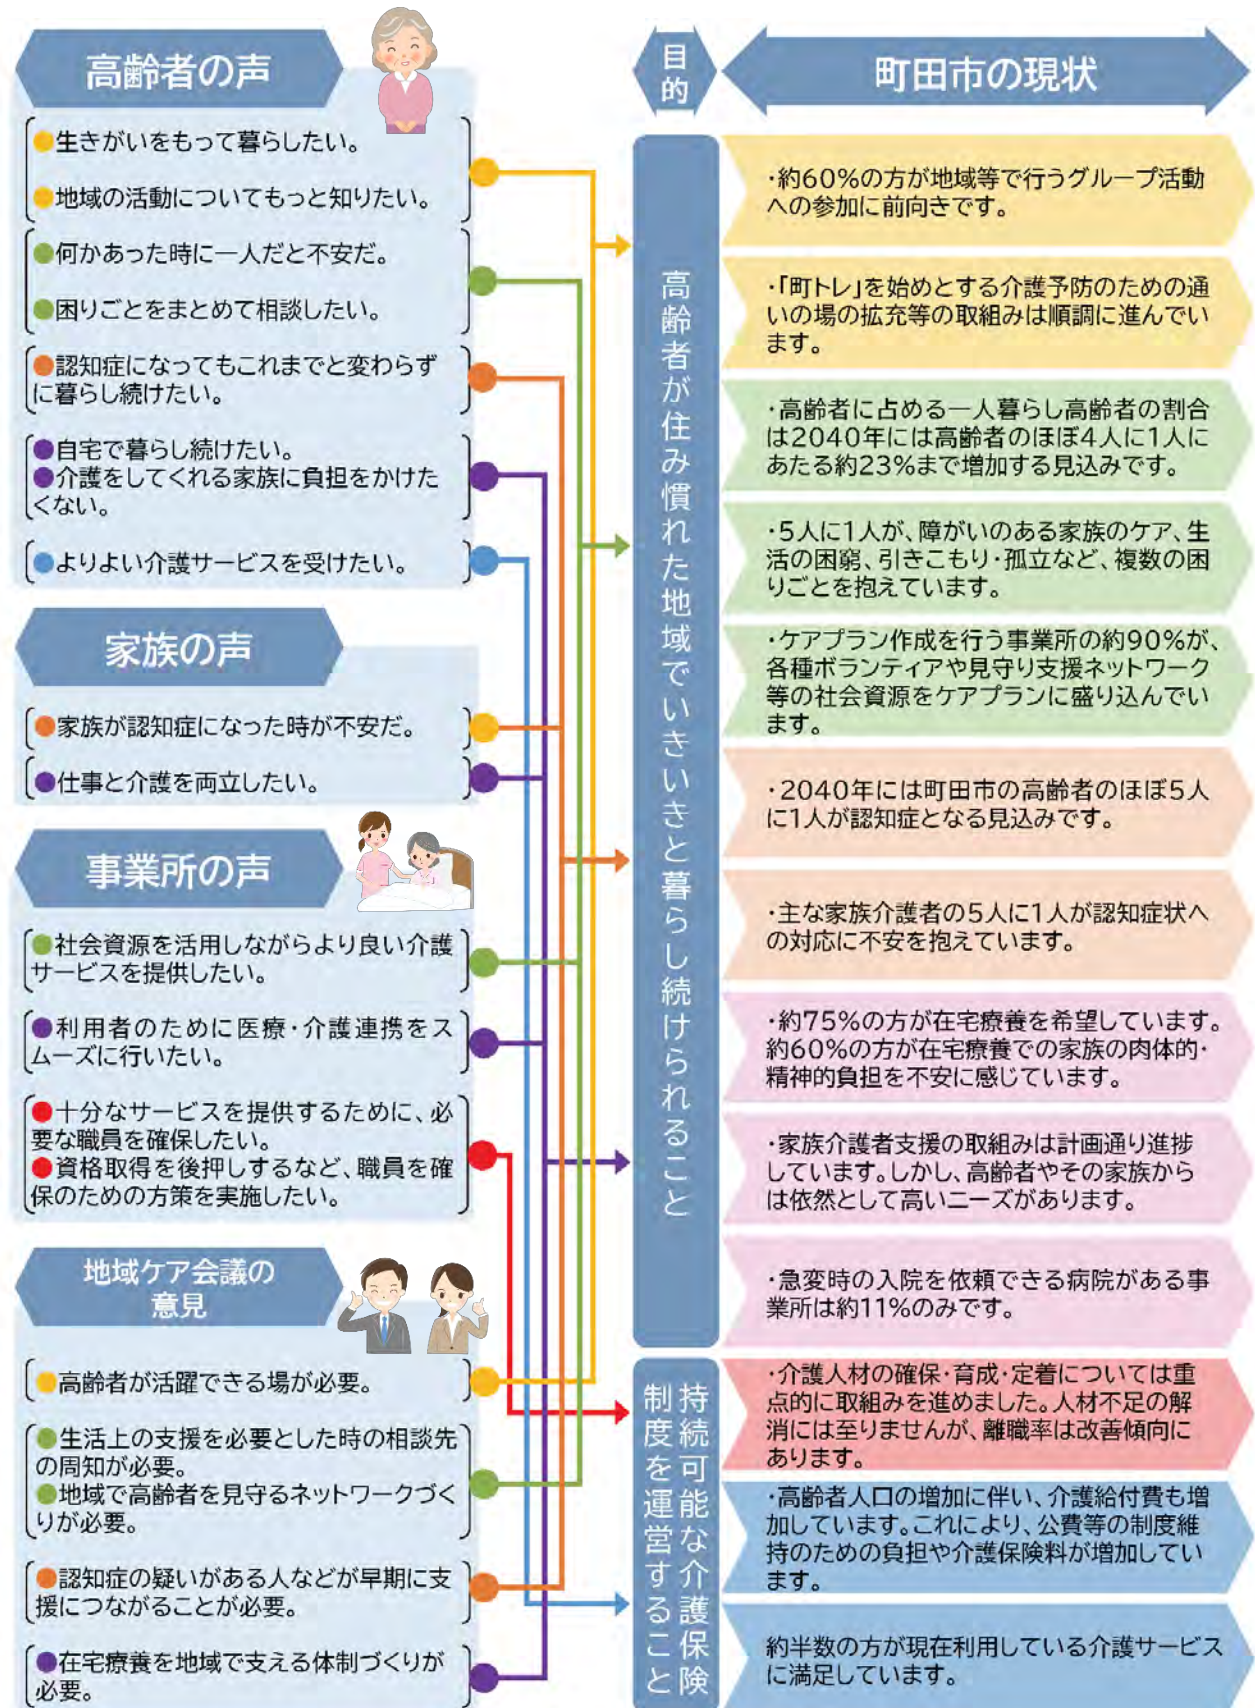 高齢者の声
●生きがいをもって暮らしたい。
●地域の活動についてもっと知りたい。
●何かあった時に一人だと不安だ。
●困りごとをまとめて相談したい。
●認知症になってもこれまでと変わらず
に暮らし続けたい。
●自宅で暮らし続けたい。
●介護をしてくれる家族に負担をかけた
くない。
●よりよい介護サービスを受けたい。
家族の声
●家族が認知症になった時が不安だ。
●仕事と介護を両立したい。
事業所の声
●社会資源を活用しながらより良い介護
サービスを提供したい。
●利用者のために医療・介護連携をス
ムーズに行いたい。
●十分なサービスを提供するために、必
要な職員を確保したい。
●資格取得を後押しするなど、職員を確
保のための方策を実施したい。
地域ケア会議の
意見
●高齢者が活躍できる場が必要。
●生活上の支援を必要とした時の相談先
の周知が必要。
●地域で高齢者を見守るネットワークづく
りが必要。
●認知症の疑いがある人などが早期に支
援につながることが必要。
●在宅療養を地域で支える体制づくりが
必要。
目的
高齢者が住み慣れた地域でいきいきと暮らし続けられること
持続可能な介護保険
制度を運営すること
町田市の現状
・約60%の方が地域等で行うグループ活動
への参加に前向きです。
・「町トレ」を始めとする介護予防のための通
いの場の拡充等の取組みは順調に進んでい
ます。
・高齢者に占める一人暮らし高齢者の割合
は2040年には高齢者のほぼ4人に1人に
あたる約23%まで増加する見込みです。
・5人に1人が、障がいのある家族のケア、生
活の困窮、引きこもり・孤立など、複数の困
りごとを抱えています。
・ケアプラン作成を行う事業所の約90%が、
各種ボランティアや見守り支援ネットワーク
等の社会資源をケアプランに盛り込んでい
ます。
・2040年には町田市の高齢者のほぼ5人
に1人が認知症となる見込みです。
・主な家族介護者の5人に1人が認知症状へ
の対応に不安を抱えています。
・約75%の方が在宅療養を希望しています。
約60%の方が在宅療養での家族の肉体的・
精神的負担を不安に感じています。
・家族介護者支援の取組みは計画通り進捗
しています。しかし、高齢者やその家族から
は依然として高いニーズがあります。
・急変時の入院を依頼できる病院がある事
業所は約11%のみです。
・介護人材の確保・育成・定着については重
点的に取組みを進めました。人材不足の解
消には至りませんが、離職率は改善傾向に
あります。
・高齢者人口の増加に伴い、介護給付費も増
加しています。これにより、公費等の制度維
持のための負担や介護保険料が増加してい
ます。
約半数の方が現在利用している介護サービス
に満足しています。